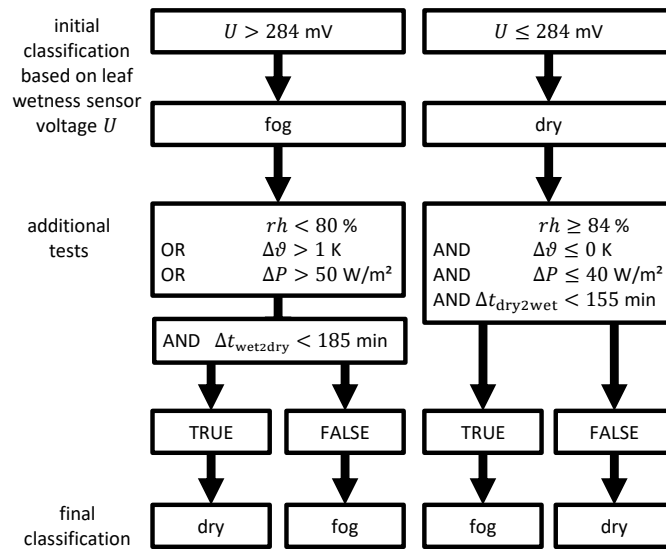 initial
classification
based on leaf
wetness sensor
voltage U
U > 284 mV
U ≤ 284 mV
fog
dry
additional
tests
rh < 80 %
OR Δϑ > 1 K
OR ΔP > 50 W/m²
AND Δt_wet2dry < 185 min
rh ≥ 84 %
AND Δϑ ≤ 0 K
AND ΔP ≤ 40 W/m²
AND Δt_dry2wet < 155 min
TRUE
FALSE
TRUE
FALSE
final
classification
dry
fog
fog
dry